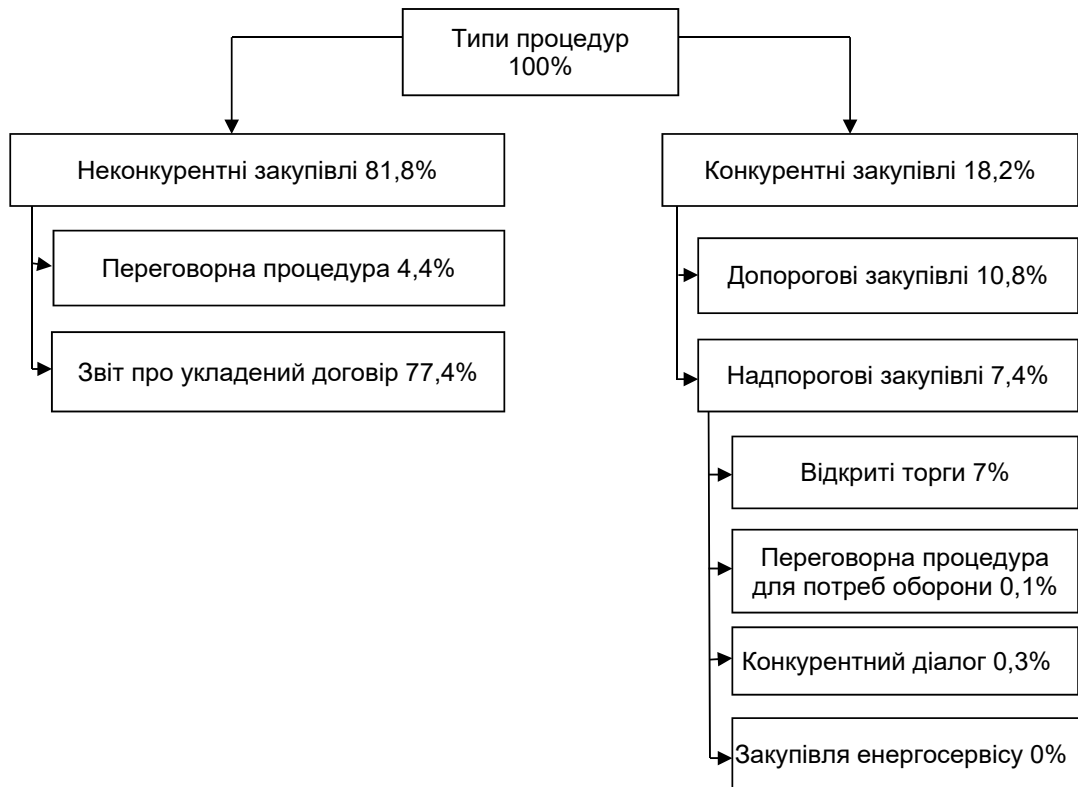 Типи процедур
100%
Неконкурентні закупівлі 81,8%
Переговорна процедура 4,4%
Звіт про укладений договір 77,4%
Конкурентні закупівлі 18,2%
Допорогові закупівлі 10,8%
Надпорогові закупівлі 7,4%
Відкриті торги 7%
Переговорна процедура
для потреб оборони 0,1%
Конкурентний діалог 0,3%
Закупівля енергосервісу 0%